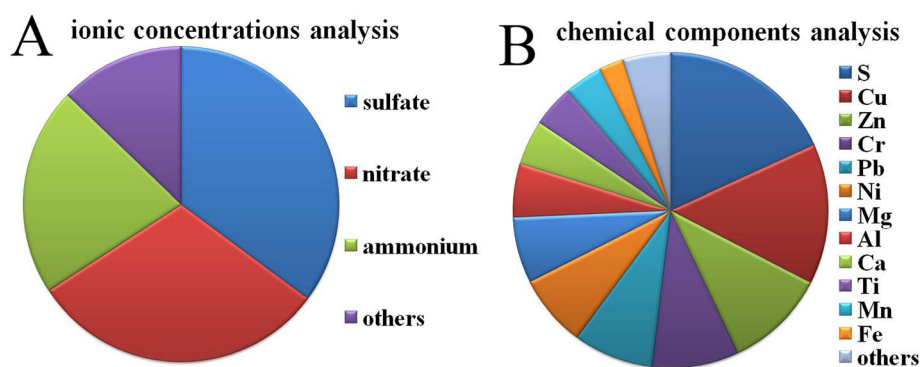 A
ionic concentrations analysis
sulfate
nitrate
ammonium
others
B
chemical components analysis
S
Cu
Zn
Cr
Pb
Ni
Mg
Al
Ca
Ti
Mn
Fe
others